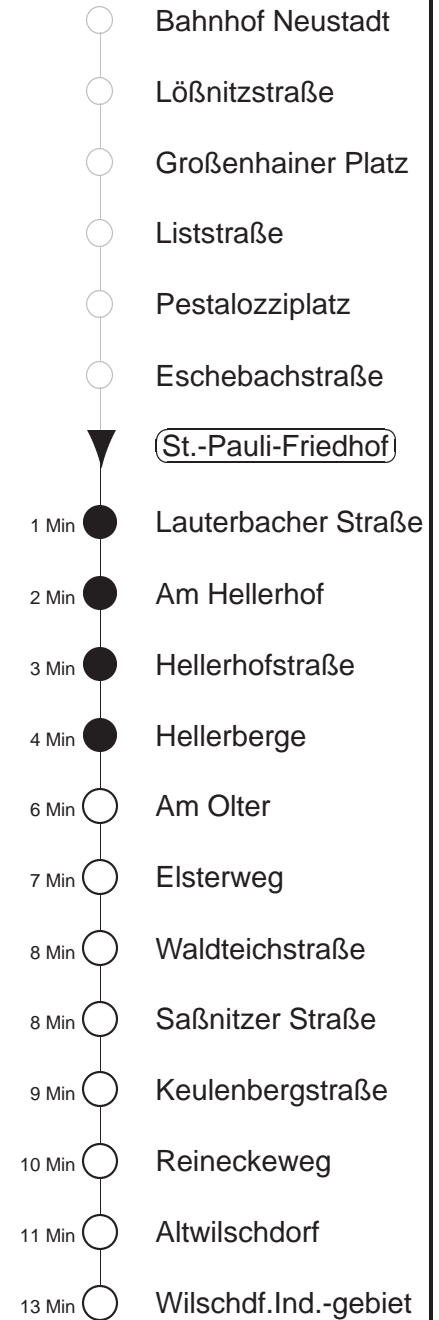 Bahnhof Neustadt
Lößnitzstraße
Großenhainer Platz
Liststraße
Pestalozziplatz
Eschebachstraße
St.-Pauli-Friedhof
1 Min Lauterbacher Straße
2 Min Am Hellerhof
3 Min Hellerhofstraße
4 Min Hellerberge
6 Min Am Olter
7 Min Elsterweg
8 Min Waldteichstraße
8 Min Saßnitzer Straße
9 Min Keulenbergstraße
10 Min Reineckeweg
11 Min Altwilschdorf
13 Min Wilschdf.Ind.-gebiet